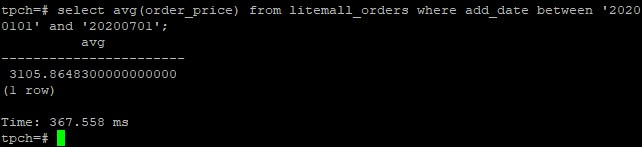 tpch=# select avg(order_price) from litemall_orders where add_date between '2020
0101' and '20200701';
avg
-----------------------
3105.8648300000000000
(1 row)
Time: 367.558 ms
tpch=#